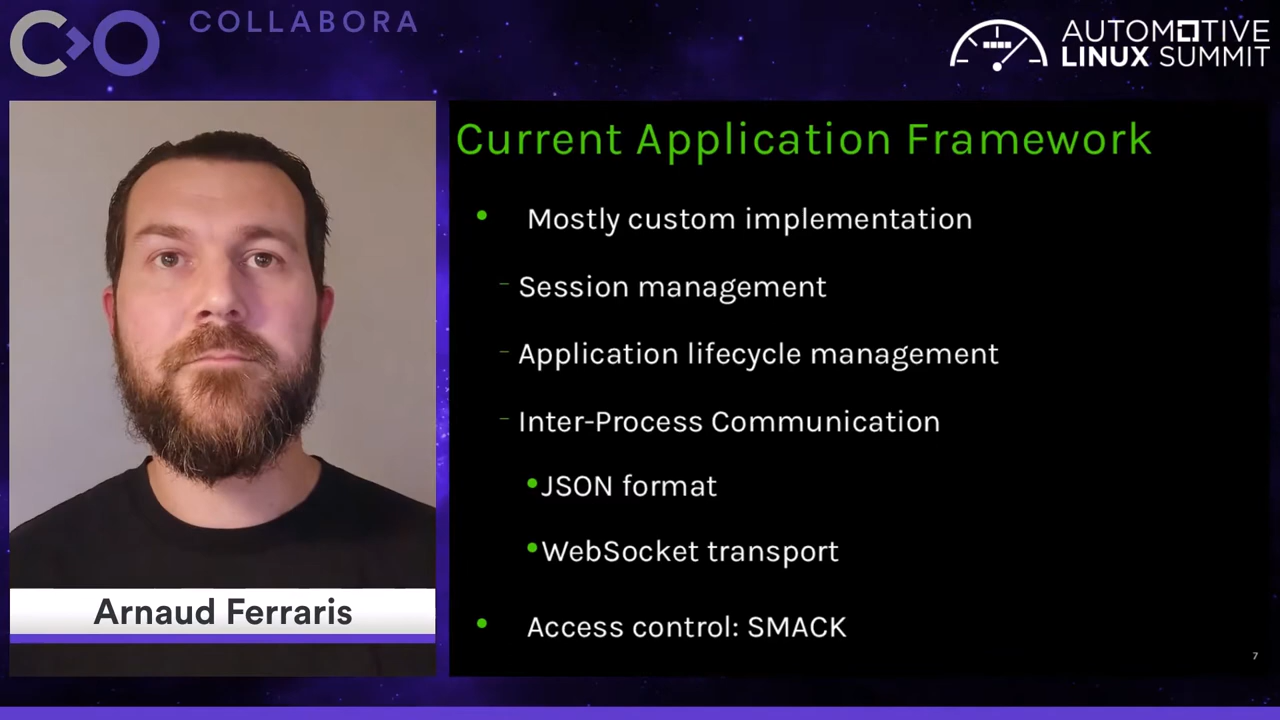 COLLABORA
AUTOMOTIVE
LINUX SUMMIT
Current Application Framework
Mostly custom implementation
Session management
Application lifecycle management
Inter-Process Communication
JSON format
WebSocket transport
Access control: SMACK
7
Arnaud Ferraris